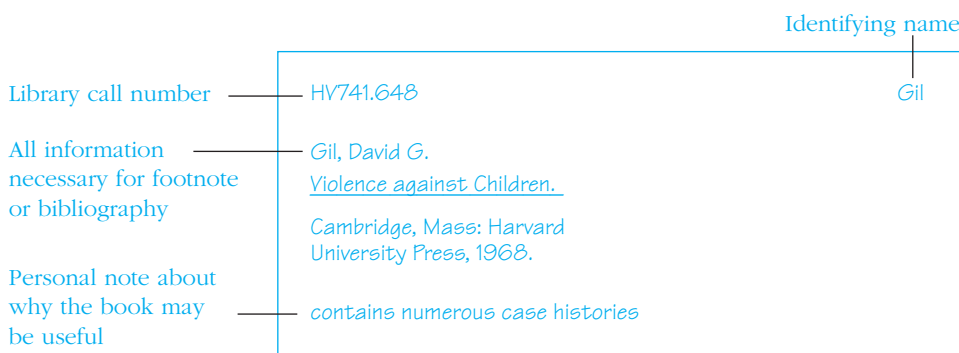 Identifying name
Library call number
HV741.648
Gil
All information
necessary for footnote
or bibliography
Gil, David G.
Violence against Children.
Cambridge, Mass: Harvard
University Press, 1968.
Personal note about
why the book may
be useful
contains numerous case histories